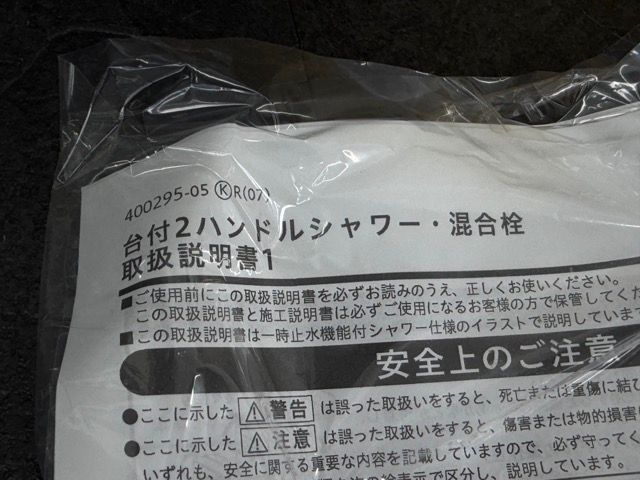 400295-05 ⓀR(07)
台付2ハンドルシャワー・混合栓
取扱説明書1
■ご使用前にこの取扱説明書を必ずお読みのうえ、正しくお使いください。
この取扱説明書と施工説明書は必ずご使用になるお客様の方で保管してくだ
■この取扱説明書は一時止水機能付シャワー仕様のイラストで説明しています
安全上のご注意
●ここに示した ⚠警告 は誤った取扱いをすると、死亡または重傷に結び
●ここに示した ⚠注意 は誤った取扱いをすると、傷害または物的損害
いずれも、安全に関する重要な内容を記載していますので、必ず守ってく
絵表示で区分し、説明しています。